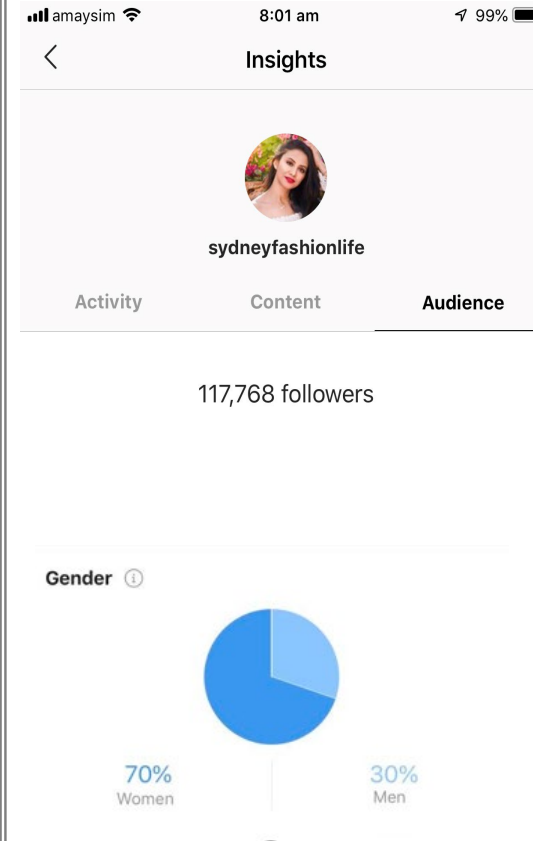 amaysim 8:01 am 99%
Insights
sydneyfashionlife
Activity Content Audience
117,768 followers
Gender
70% 30%
Women Men